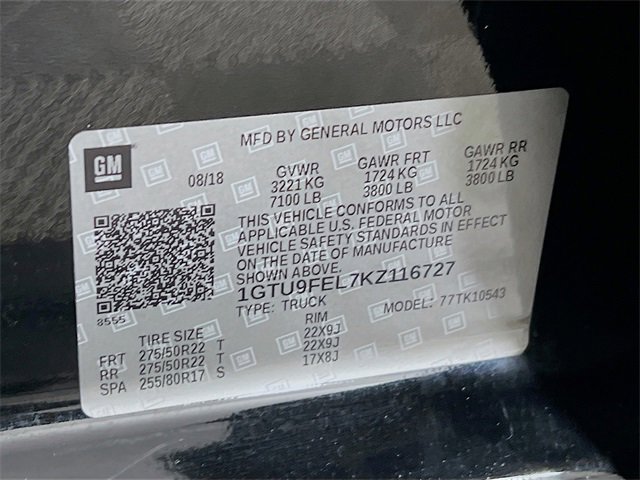 MFD BY GENERAL MOTORS LLC
GM
08/18
GVWR
3221 KG
7100 LB
GAWR FRT
1724 KG
3800 LB
GAWR RR
1724 KG
3800 LB
THIS VEHICLE CONFORMS TO ALL
APPLICABLE U.S. FEDERAL MOTOR
VEHICLE SAFETY STANDARDS IN EFFECT
ON THE DATE OF MANUFACTURE
SHOWN ABOVE.
1GTU9FEL7KZ116727
TYPE: TRUCK
MODEL: 77TK10543
8555
TIRE SIZE RIM
FRT 275/50R22 T 22X9J
RR 275/50R22 T 22X9J
SPA 255/80R17 S 17X8J